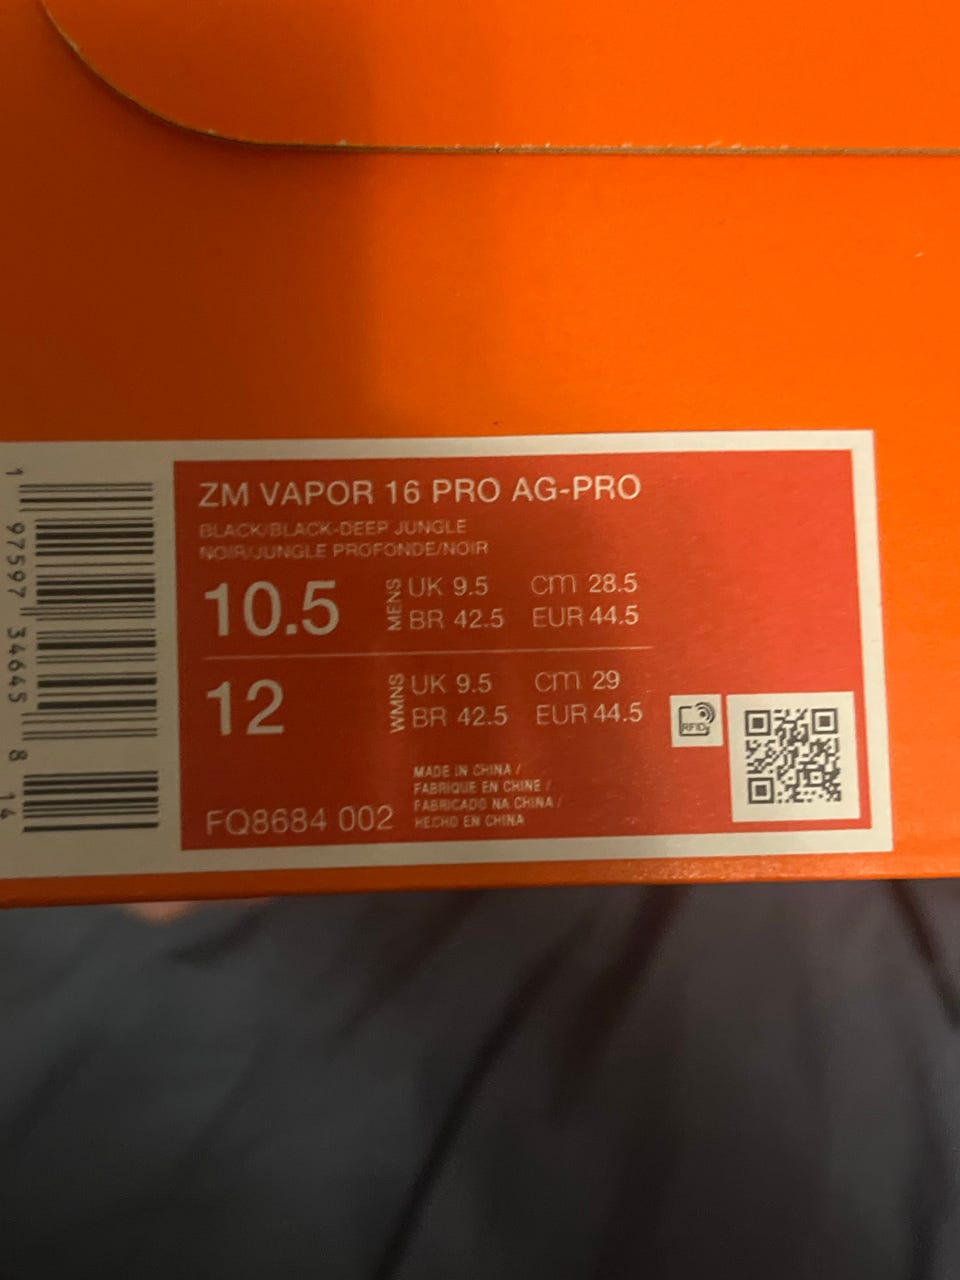 ZM VAPOR 16 PRO AG-PRO
BLACK/BLACK-DEEP JUNGLE
NOIR/JUNGLE PROFONDE/NOIR
10.5 MENS UK 9.5 cm 28.5
BR 42.5 EUR 44.5
12 WMNS UK 9.5 cm 29
BR 42.5 EUR 44.5
RFID
MADE IN CHINA /
FABRIQUE EN CHINE /
FABRICADO NA CHINA /
HECHO EN CHINA
FQ8684 002
1 97597 34645 8 14